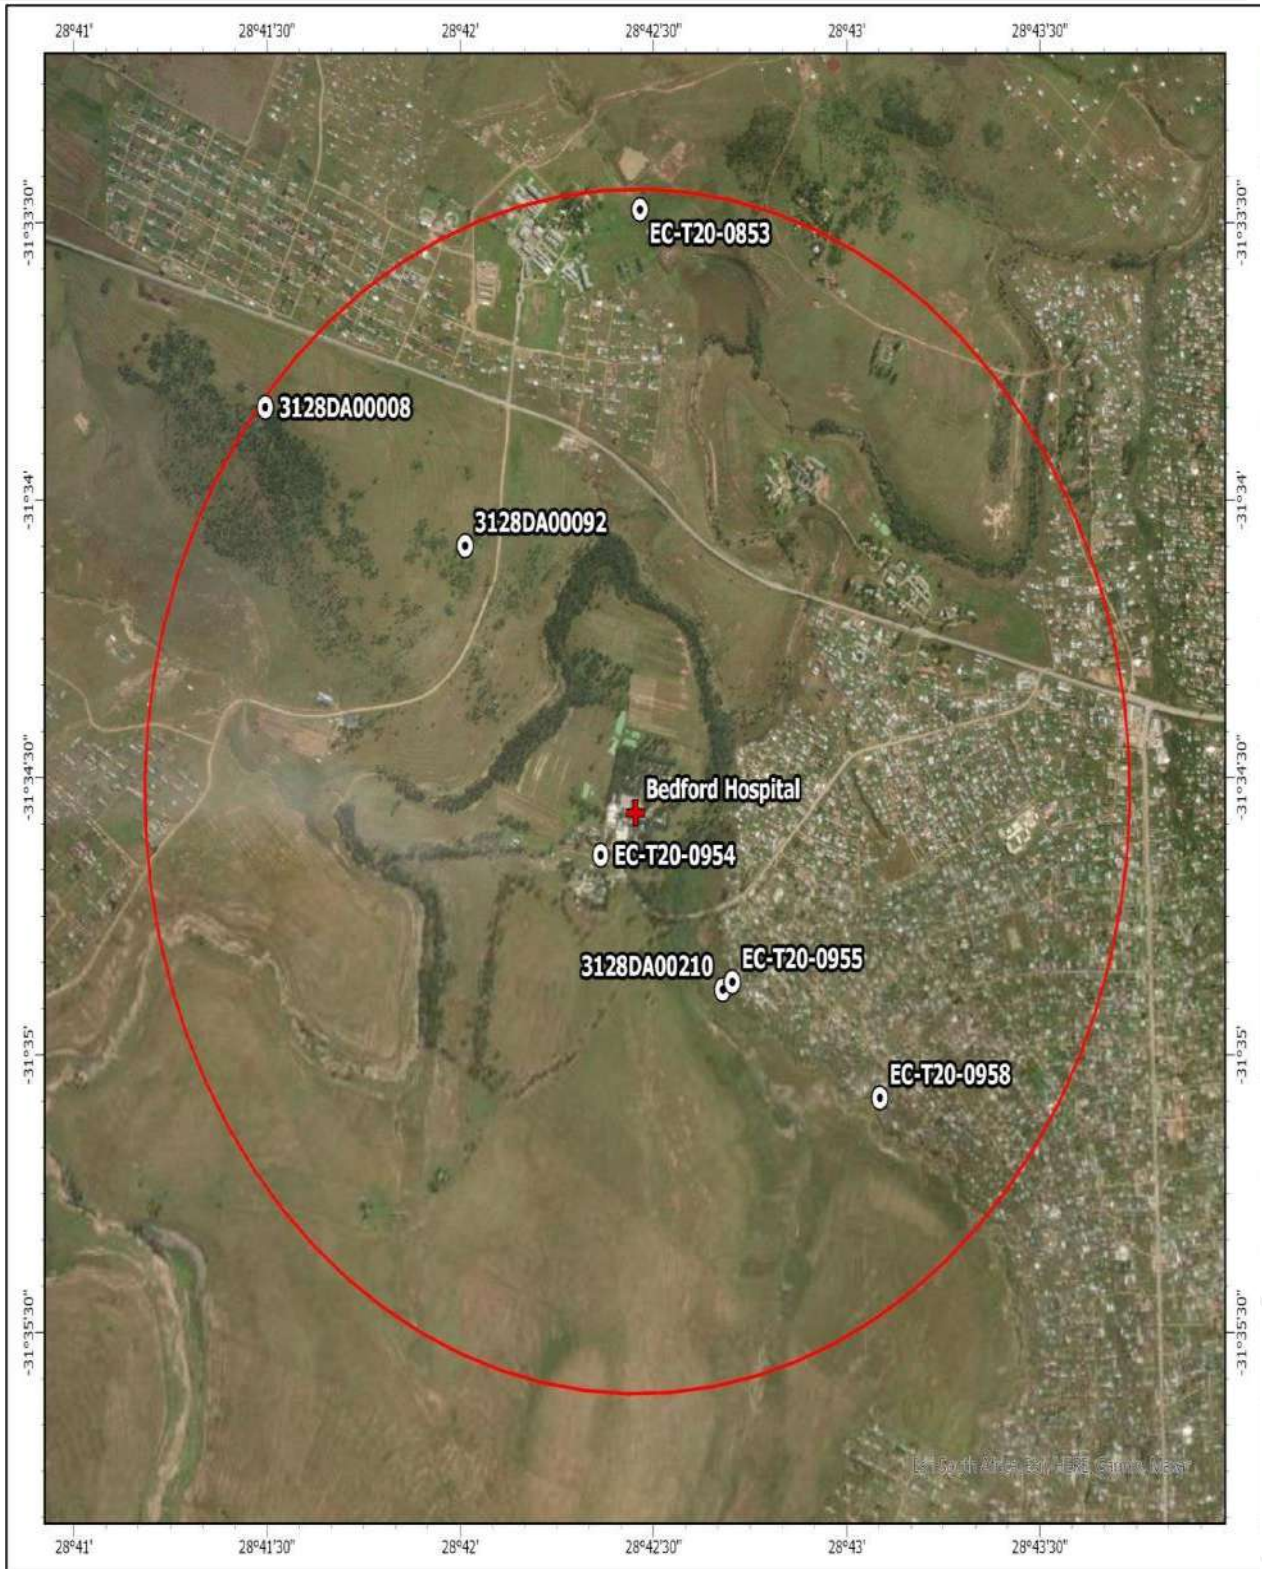 28°41' 28°41'30" 28°42' 28°42'30" 28°43' 28°43'30"
-31°33'30" -31°33'30"
EC-T20-0853
3128DA00008
-31°34' -31°34'
3128DA00092
-31°34'30" -31°34'30"
Bedford Hospital
EC-T20-0954
EC-T20-0955
3128DA00210
-31°35' -31°35'
EC-T20-0958
-31°35'30" -31°35'30"
28°41' 28°41'30" 28°42' 28°42'30" 28°43' 28°43'30"